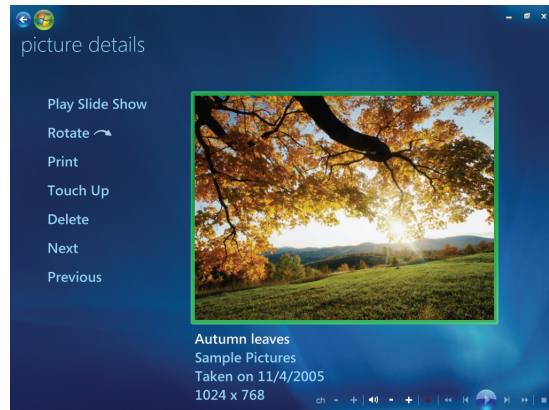 picture details
Play Slide Show
Rotate
Print
Touch Up
Delete
Next
Previous
Autumn leaves
Sample Pictures
Taken on 11/4/2005
1024 x 768
ch - +
- +